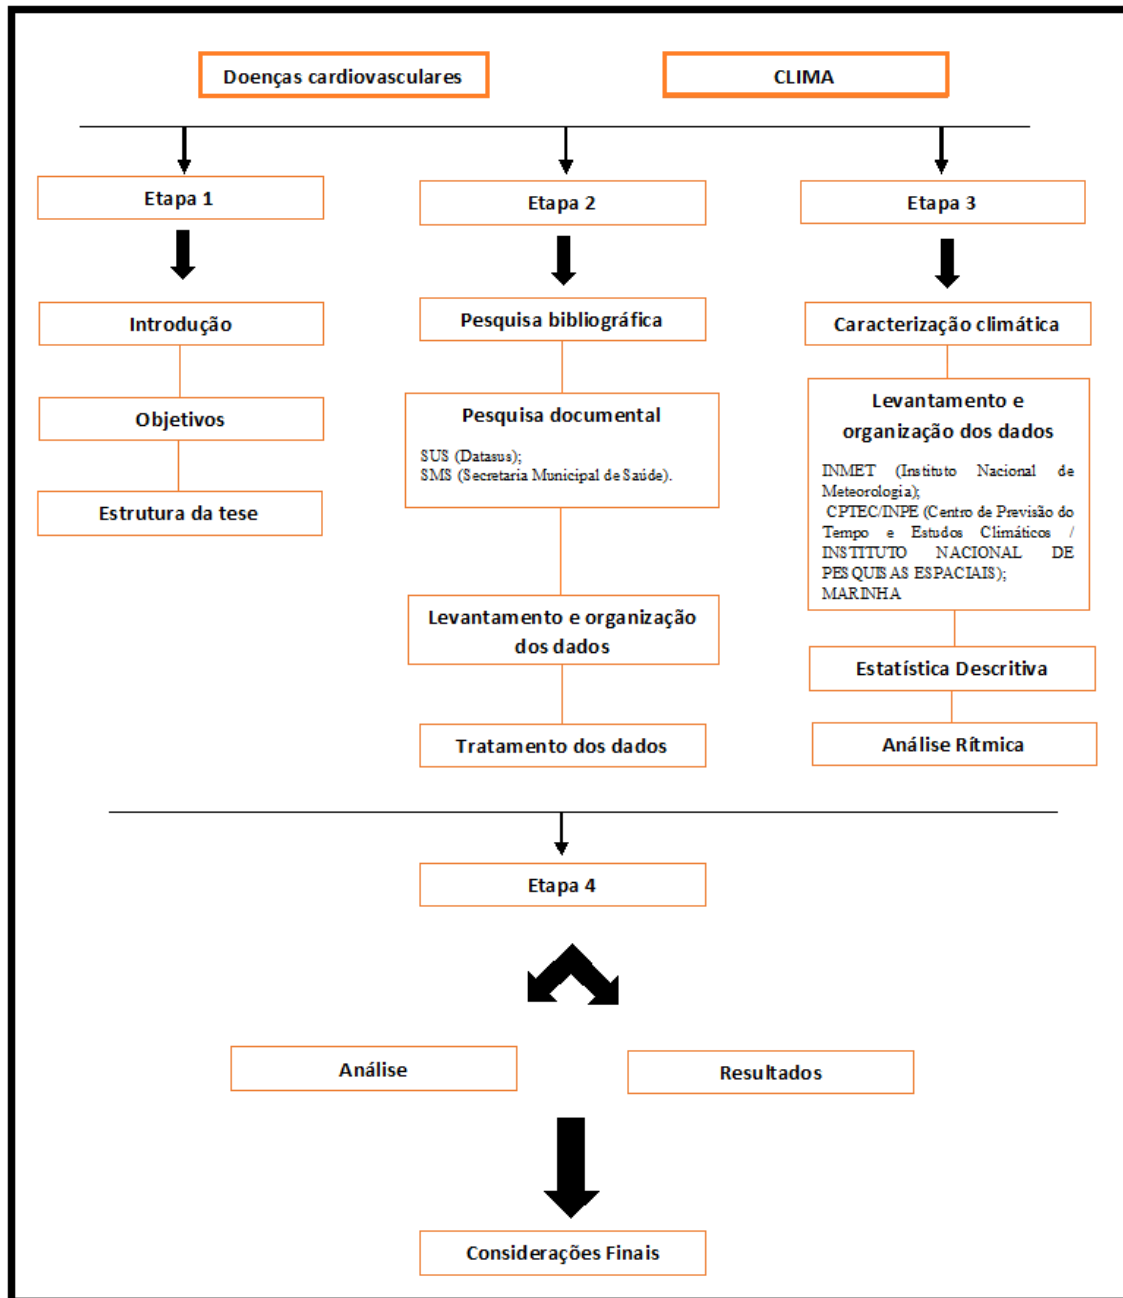 Doenças cardiovasculares
CLIMA
Etapa 1
Etapa 2
Etapa 3
Introdução
Objetivos
Estrutura da tese
Pesquisa bibliográfica
Pesquisa documental
SUS (Datasus);
SMS (Secretaria Municipal de Saúde).
Levantamento e organização
dos dados
Tratamento dos dados
Caracterização climática
Levantamento e
organização dos dados
INMET (Instituto Nacional de
Meteorologia);
CPTEC/INPE (Centro de Previsão do
Tempo e Estudos Climáticos /
INSTITUTO NACIONAL DE
PESQUISAS ESPACIAIS);
MARINHA
Estatística Descritiva
Análise Rítmica
Etapa 4
Análise
Resultados
Considerações Finais